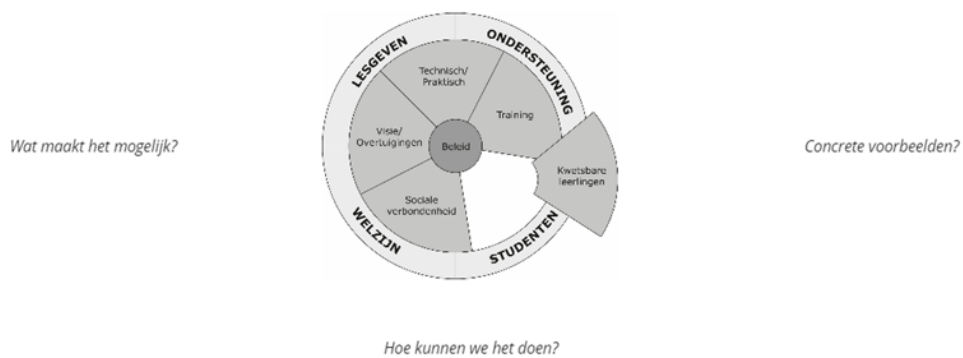 LESGEVEN
ONDERSTEUNING
Technisch/
Praktisch
Training
Visie/
Overtuigingen
Beleid
Wat maakt het mogelijk?
Concrete voorbeelden?
Kwetsbare
leerlingen
Sociale
verbondenheid
WELZIJN
STUDENTEN
Hoe kunnen we het doen?